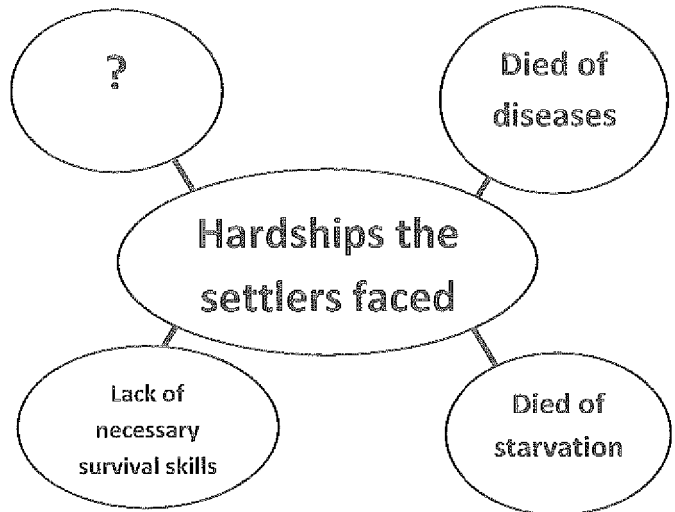 ?
Died of
diseases
Hardships the
settlers faced
Lack of
necessary
survival skills
Died of
starvation